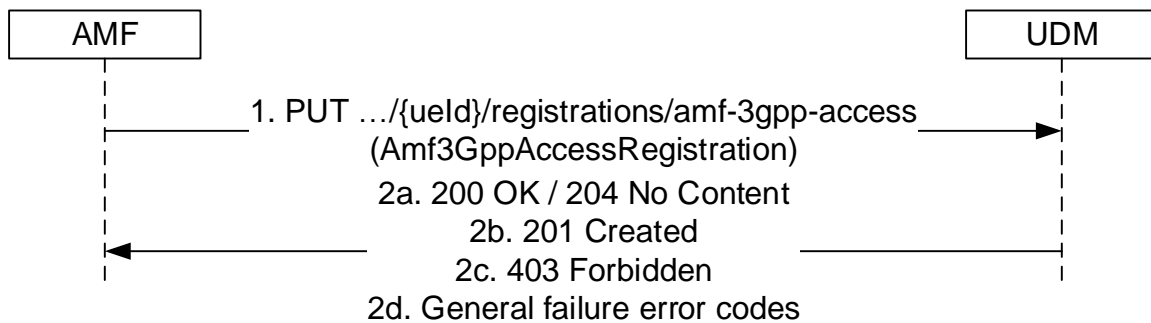 AMF
UDM
1. PUT …/{ueId}/registrations/amf-3gpp-access
(Amf3GppAccessRegistration)
2a. 200 OK / 204 No Content
2b. 201 Created
2c. 403 Forbidden
2d. General failure error codes